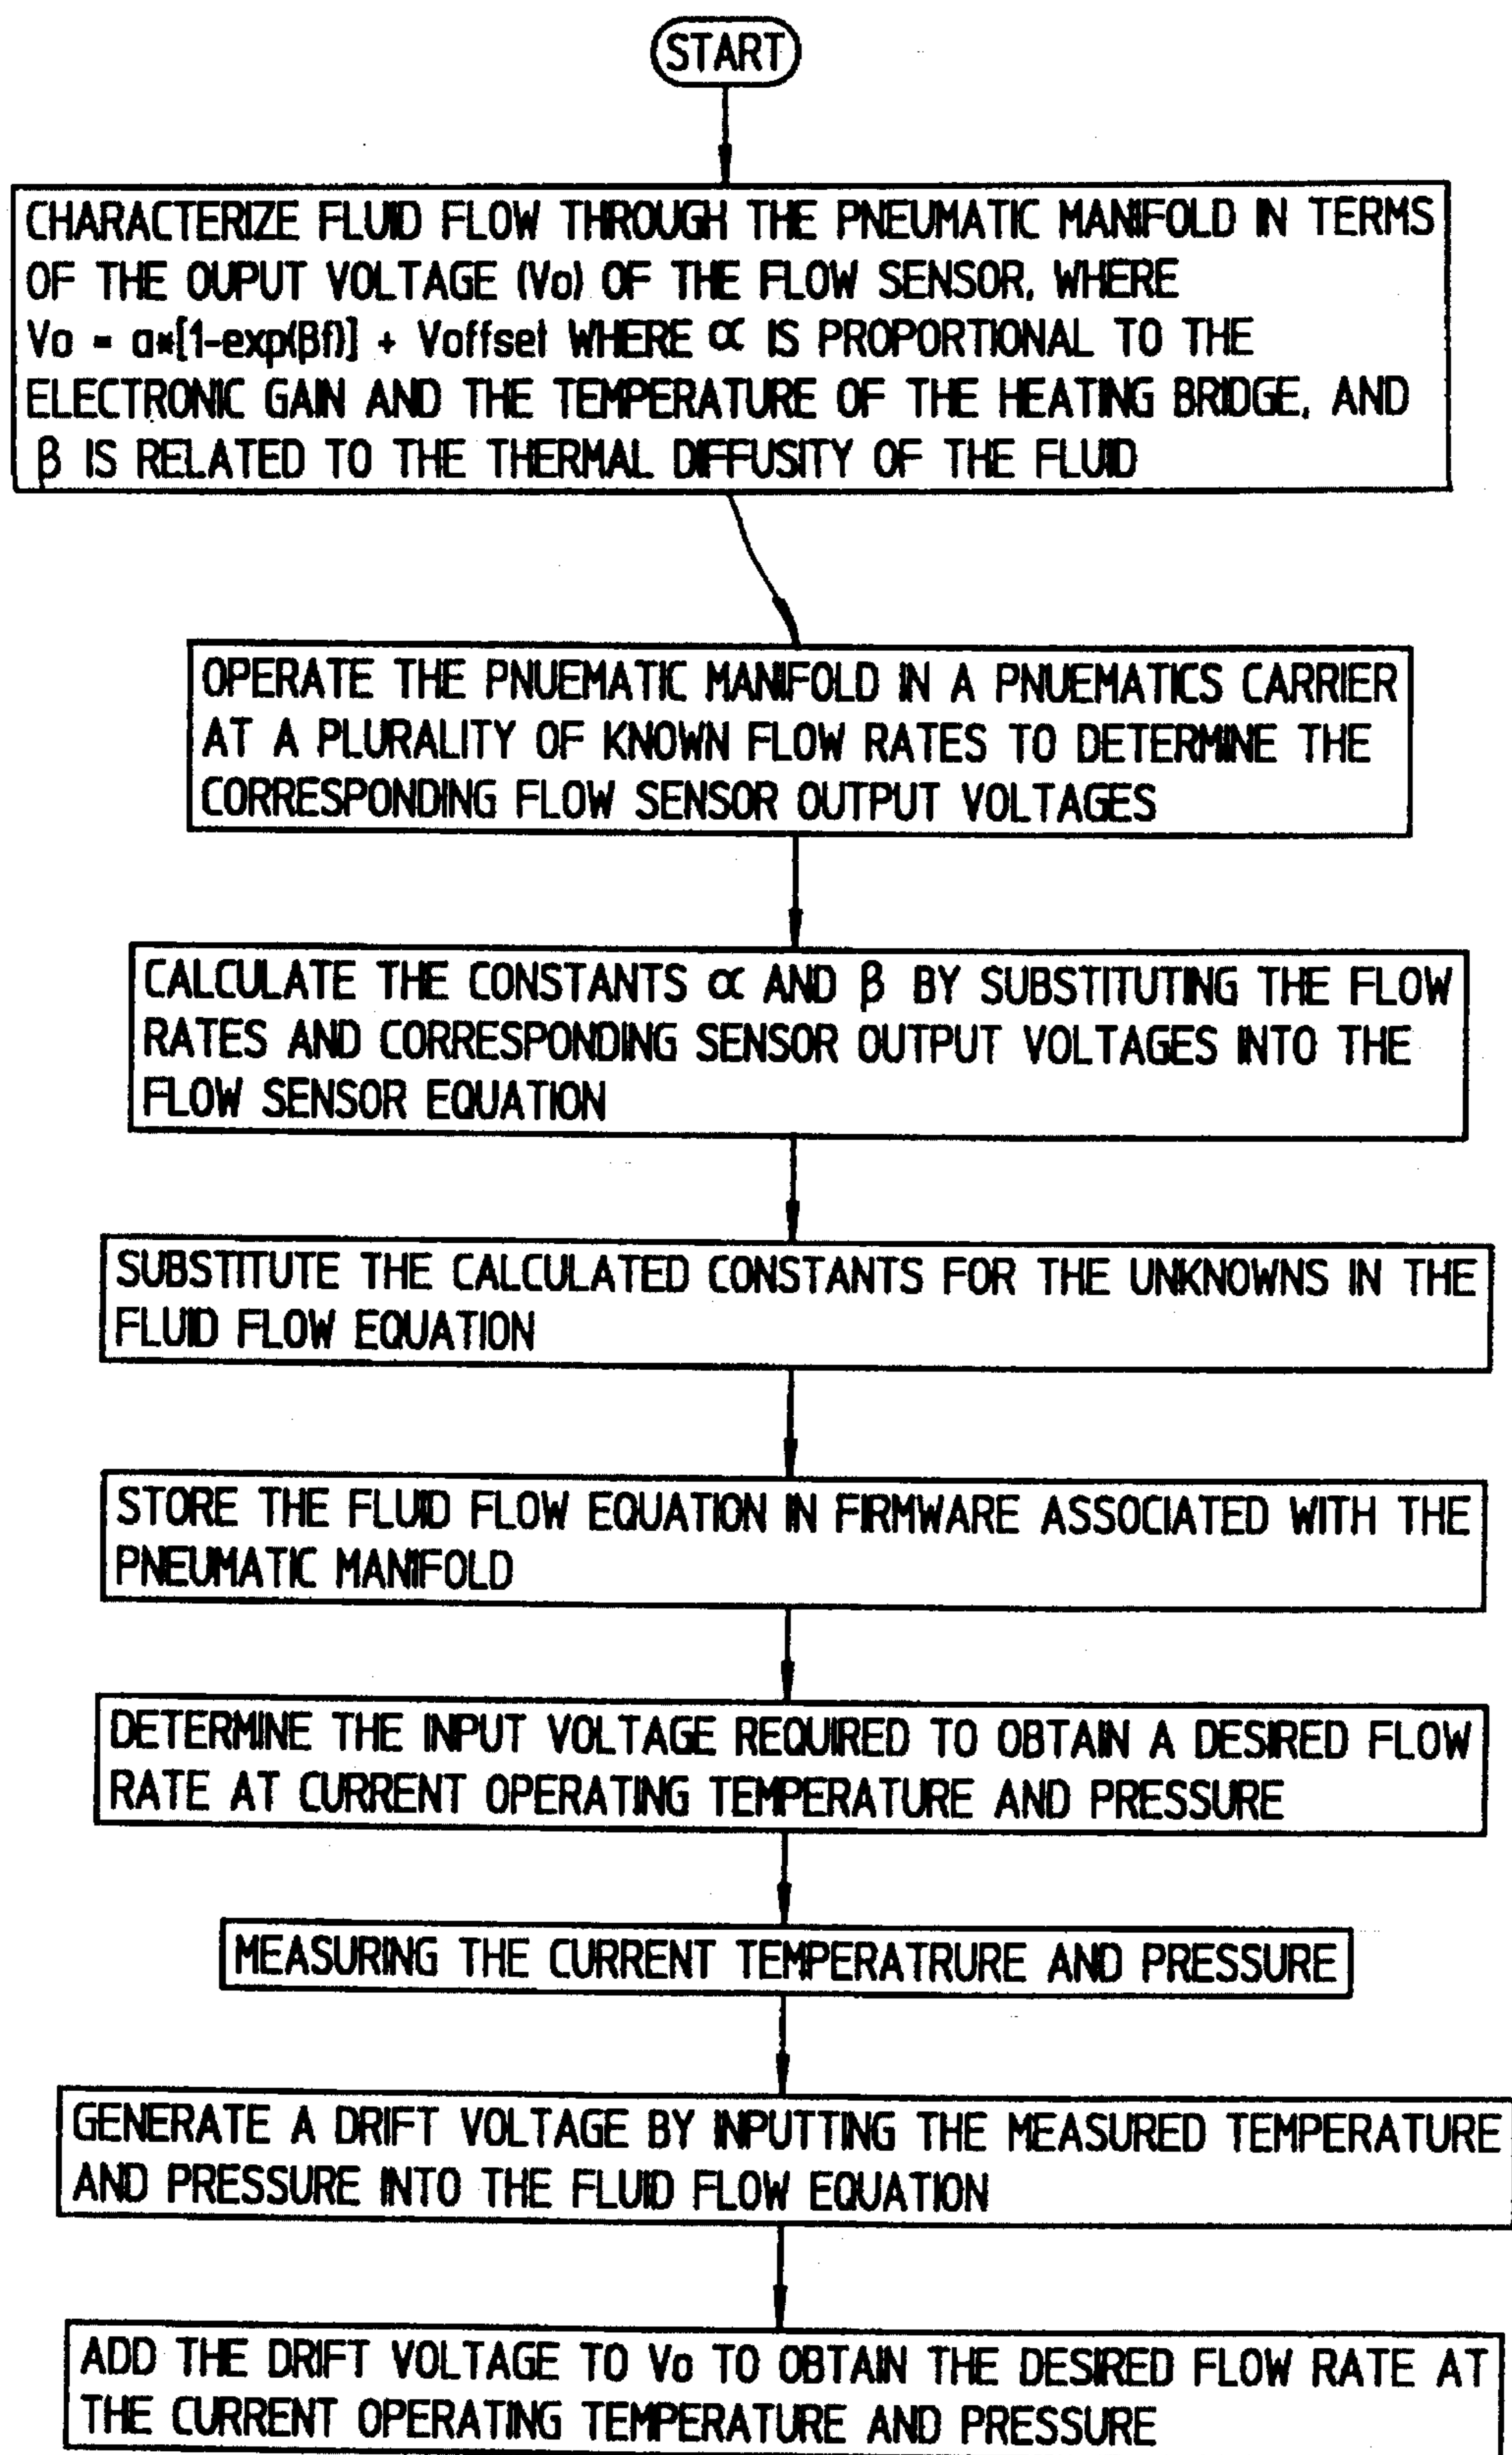 START
CHARACTERIZE FLUID FLOW THROUGH THE PNEUMATIC MANIFOLD IN TERMS
OF THE OUPUT VOLTAGE (Vo) OF THE FLOW SENSOR, WHERE
Vo = a*[1-exp(βf)] + Voffset WHERE α IS PROPORTIONAL TO THE
ELECTRONIC GAIN AND THE TEMPERATURE OF THE HEATING BRIDGE, AND
β IS RELATED TO THE THERMAL DIFFUSITY OF THE FLUID
OPERATE THE PNUEMATIC MANIFOLD IN A PNUEMATICS CARRIER
AT A PLURALITY OF KNOWN FLOW RATES TO DETERMINE THE
CORRESPONDING FLOW SENSOR OUTPUT VOLTAGES
CALCULATE THE CONSTANTS α AND β BY SUBSTITUTING THE FLOW
RATES AND CORRESPONDING SENSOR OUTPUT VOLTAGES INTO THE
FLOW SENSOR EQUATION
SUBSTITUTE THE CALCULATED CONSTANTS FOR THE UNKNOWNS IN THE
FLUID FLOW EQUATION
STORE THE FLUID FLOW EQUATION IN FIRMWARE ASSOCIATED WITH THE
PNEUMATIC MANIFOLD
DETERMINE THE INPUT VOLTAGE REQUIRED TO OBTAIN A DESIRED FLOW
RATE AT CURRENT OPERATING TEMPERATURE AND PRESSURE
MEASURING THE CURRENT TEMPERATRURE AND PRESSURE
GENERATE A DRIFT VOLTAGE BY INPUTTING THE MEASURED TEMPERATURE
AND PRESSURE INTO THE FLUID FLOW EQUATION
ADD THE DRIFT VOLTAGE TO Vo TO OBTAIN THE DESIRED FLOW RATE AT
THE CURRENT OPERATING TEMPERATURE AND PRESSURE